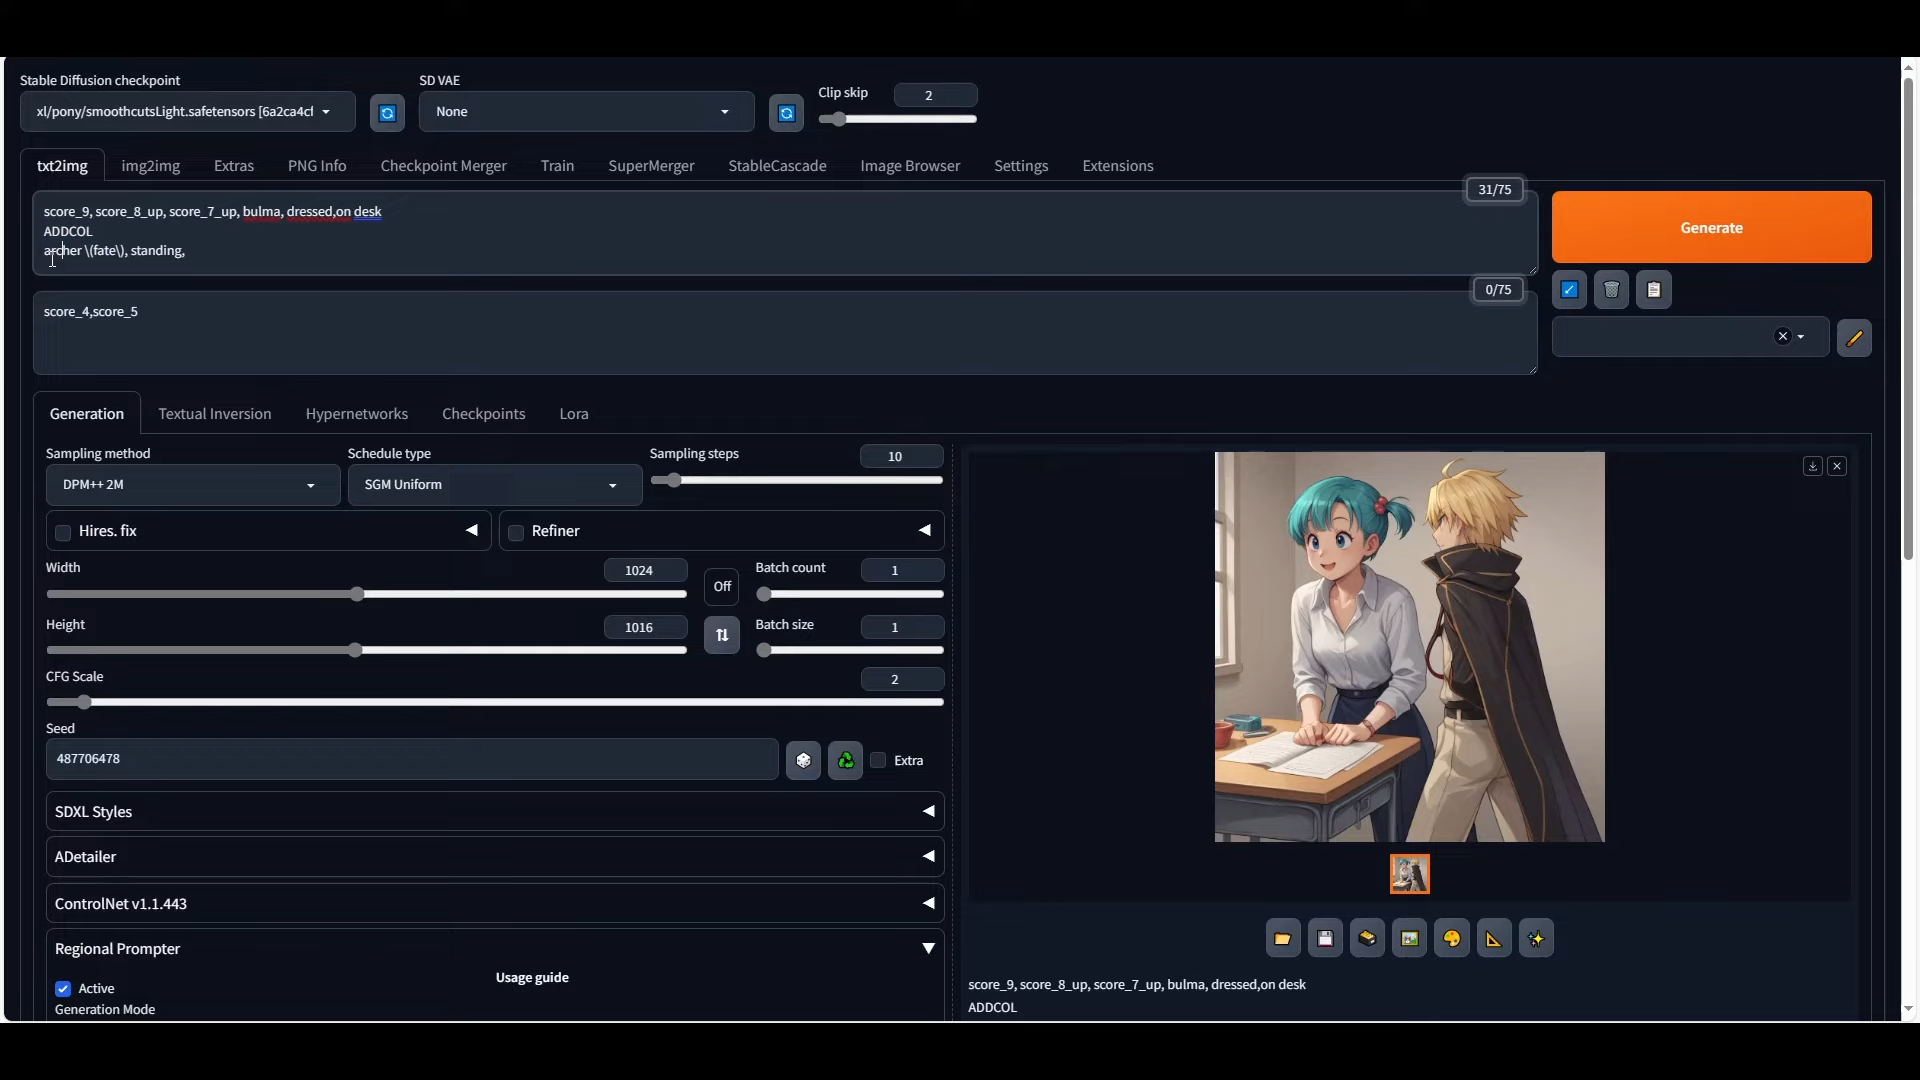 Stable Diffusion checkpoint
SD VAE
Clip skip
2
xl/pony/smoothcutsLight.safetensors [6a2ca4cf
None
txt2img
img2img
Extras
PNG Info
Checkpoint Merger
Train
SuperMerger
StableCascade
Image Browser
Settings
Extensions
31/75
score_9, score_8_up, score_7_up, bulma, dressed,on desk
ADDCOL
archer \(fate\), standing,
Generate
0/75
score_4,score_5
Generation
Textual Inversion
Hypernetworks
Checkpoints
Lora
Sampling method
Schedule type
Sampling steps
10
DPM++ 2M
SGM Uniform
Hires. fix
Refiner
Width
1024
Off
Batch count
1
Height
1016
Batch size
1
CFG Scale
2
Seed
487706478
Extra
SDXL Styles
ADetailer
ControlNet v1.1.443
Regional Prompter
Usage guide
Active
Generation Mode
score_9, score_8_up, score_7_up, bulma, dressed,on desk
ADDCOL